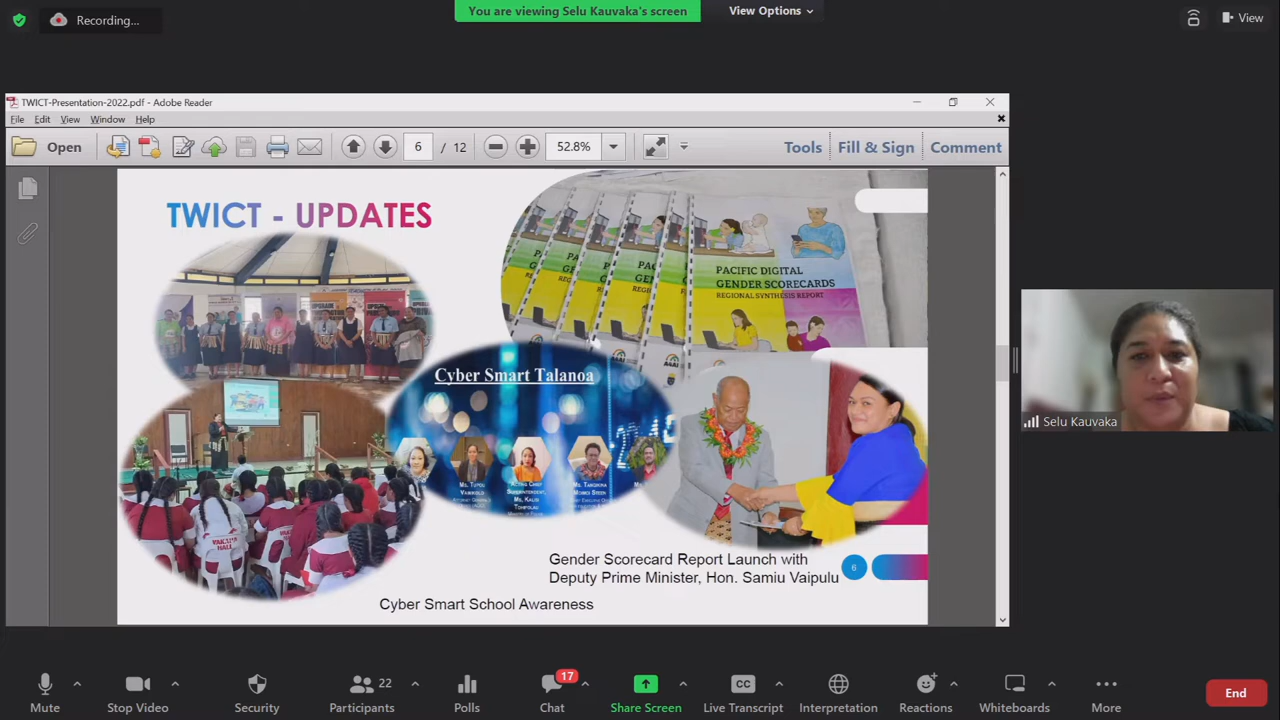 You are viewing Selu Kauvaka's screen
View Options
Recording...
View
TWICT-Presentation-2022.pdf - Adobe Reader
File Edit View Window Help
Open 6 / 12 52.8% Tools Fill & Sign Comment
TWICT - UPDATES
PACIFIC DIGITAL
GENDER SCORECARDS
REGIONAL SYNTHESIS REPORT
Cyber Smart Talanoa
Gender Scorecard Report Launch with
Deputy Prime Minister, Hon. Samiu Vaipulu
6
Cyber Smart School Awareness
Selu Kauvaka
22
17
Mute Stop Video Security Participants Polls Chat Share Screen Live Transcript Interpretation Reactions Whiteboards More End